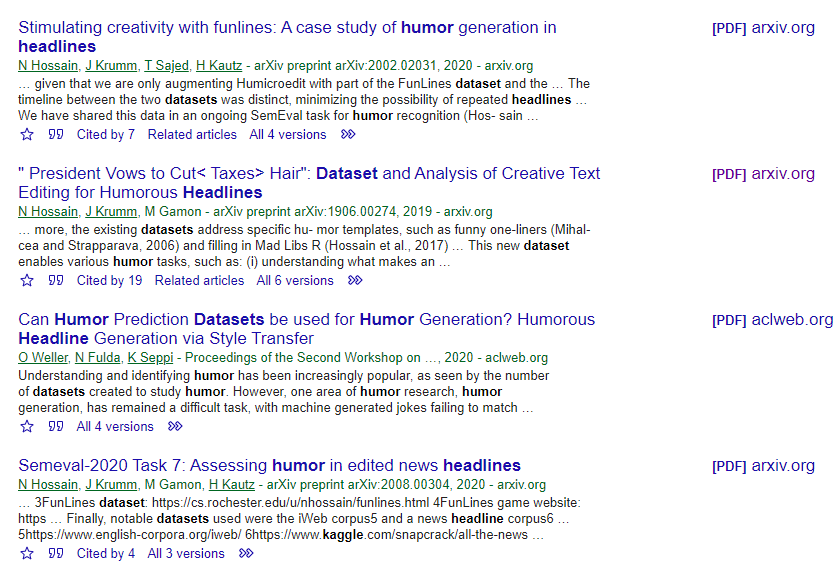 Stimulating creativity with funlines: A case study of humor generation in
headlines
[PDF] arxiv.org
N Hossain, J Krumm, T Sajed, H Kautz - arXiv preprint arXiv:2002.02031, 2020 - arxiv.org
… given that we are only augmenting Humicroedit with part of the FunLines dataset and the … The
timeline between the two datasets was distinct, minimizing the possibility of repeated headlines …
We have shared this data in an ongoing SemEval task for humor recognition (Hos- sain …
Cited by 7 Related articles All 4 versions
" President Vows to Cut< Taxes> Hair": Dataset and Analysis of Creative Text
Editing for Humorous Headlines
[PDF] arxiv.org
N Hossain, J Krumm, M Gamon - arXiv preprint arXiv:1906.00274, 2019 - arxiv.org
… more, the existing datasets address specific hu- mor templates, such as funny one-liners (Mihal-
cea and Strapparava, 2006) and filling in Mad Libs R (Hossain et al., 2017) … This new dataset
enables various humor tasks, such as: (i) understanding what makes an …
Cited by 19 Related articles All 6 versions
Can Humor Prediction Datasets be used for Humor Generation? Humorous
Headline Generation via Style Transfer
[PDF] aclweb.org
O Weller, N Fulda, K Seppi - Proceedings of the Second Workshop on …, 2020 - aclweb.org
Understanding and identifying humor has been increasingly popular, as seen by the number
of datasets created to study humor. However, one area of humor research, humor
generation, has remained a difficult task, with machine generated jokes failing to match …
All 4 versions
Semeval-2020 Task 7: Assessing humor in edited news headlines
[PDF] arxiv.org
N Hossain, J Krumm, M Gamon, H Kautz - arXiv preprint arXiv:2008.00304, 2020 - arxiv.org
… 3FunLines dataset: https://cs.rochester.edu/u/nhossain/funlines.html 4FunLines game website:
https … Finally, notable datasets used were the iWeb corpus5 and a news headline corpus6 …
5https://www.english-corpora.org/iweb/ 6https://www.kaggle.com/snapcrack/all-the-news …
Cited by 4 All 3 versions